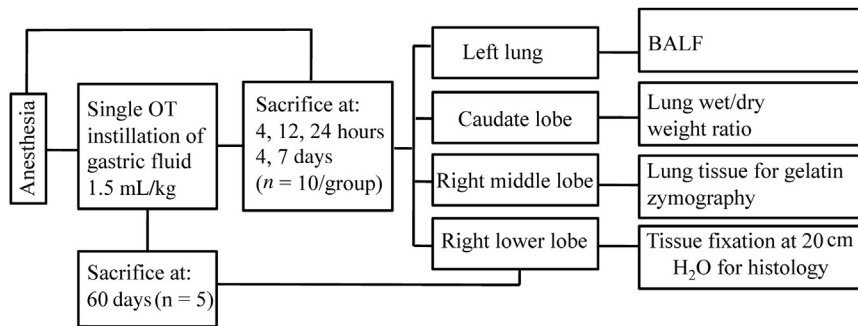 Anesthesia
Single OT
instillation of
gastric fluid
1.5 mL/kg
Sacrifice at:
4, 12, 24 hours
4, 7 days
(n = 10/group)
Sacrifice at:
60 days (n = 5)
Left lung
BALF
Caudate lobe
Lung wet/dry
weight ratio
Right middle lobe
Lung tissue for gelatin
zymography
Right lower lobe
Tissue fixation at 20 cm
H₂O for histology